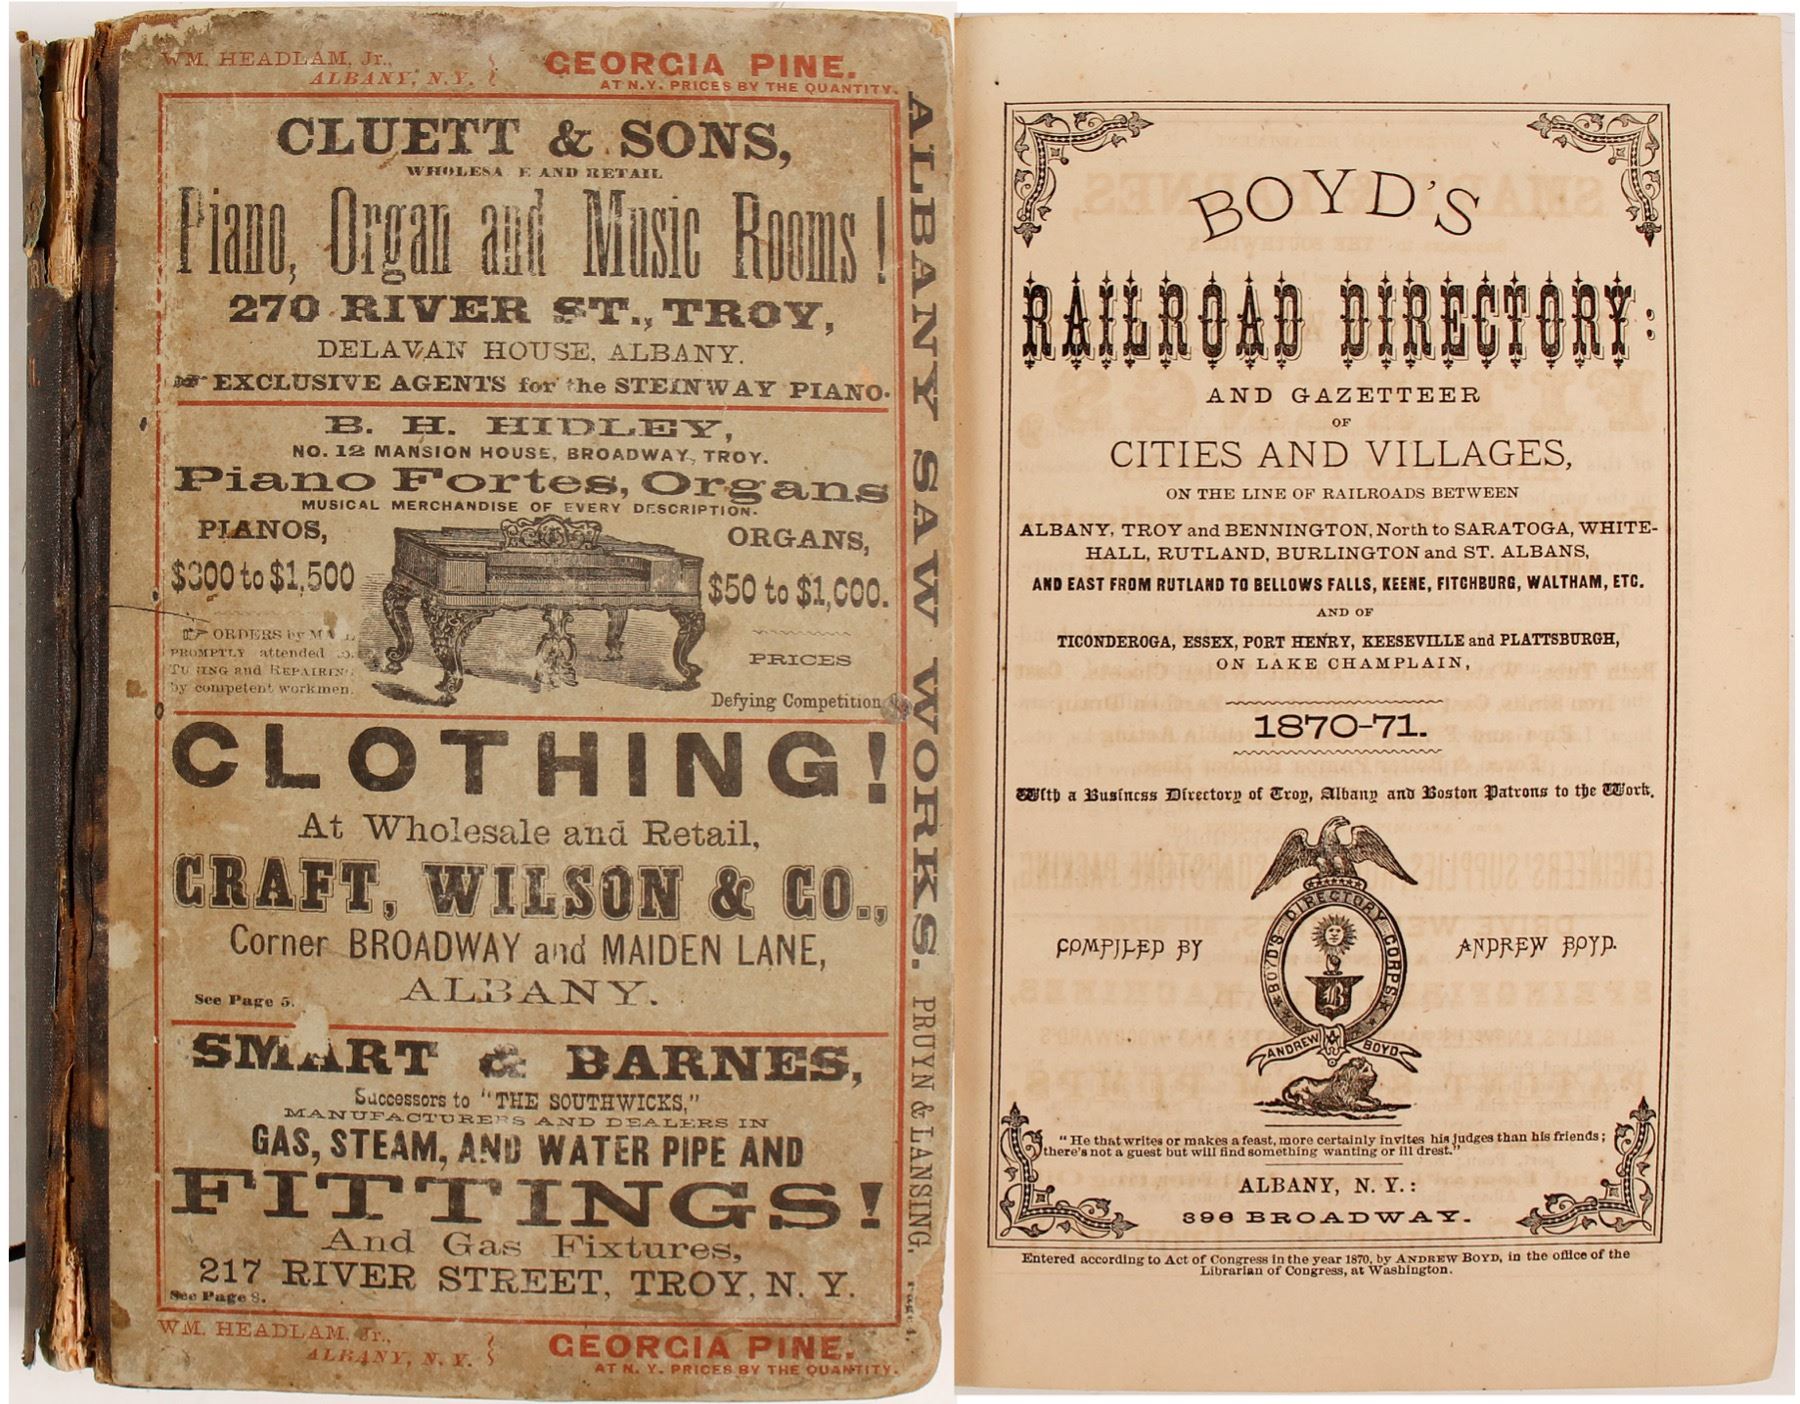 WM. HEADLAM, Jr.,
ALBANY, N. Y.
GEORGIA PINE.
AT N.Y. PRICES BY THE QUANTITY.
CLUETT & SONS,
WHOLESA E AND RETAIL
Piano, Organ and Music Rooms!
270 RIVER ST., TROY,
DELAVAN HOUSE, ALBANY.
☞ EXCLUSIVE AGENTS for the STEINWAY PIANO.
B. H. HIDLEY,
NO. 12 MANSION HOUSE, BROADWAY, TROY.
Piano Fortes, Organs
MUSICAL MERCHANDISE OF EVERY DESCRIPTION.
PIANOS,
$300 to $1,500
☞ ORDERS by MAIL
PROMPTLY attended to.
TUNING and REPAIRING
by competent workmen.
ORGANS,
$50 to $1,000.
PRICES
Defying Competition
CLOTHING!
At Wholesale and Retail,
CRAFT, WILSON & CO.,
Corner BROADWAY and MAIDEN LANE,
ALBANY.
See Page 5.
SMART & BARNES,
Successors to "THE SOUTHWICKS,"
MANUFACTURERS AND DEALERS IN
GAS, STEAM, AND WATER PIPE AND
FITTINGS!
And Gas Fixtures,
217 RIVER STREET, TROY, N. Y.
See Page 8.
WM. HEADLAM, Jr.,
ALBANY, N. Y.
GEORGIA PINE.
AT N. Y. PRICES BY THE QUANTITY.
ALBANY SAW WORKS. PRUYN & LANSING.
BOYD'S
RAILROAD DIRECTORY:
AND GAZETTEER
OF
CITIES AND VILLAGES,
ON THE LINE OF RAILROADS BETWEEN
ALBANY, TROY and BENNINGTON, North to SARATOGA, WHITE-
HALL, RUTLAND, BURLINGTON and ST. ALBANS,
AND EAST FROM RUTLAND TO BELLOWS FALLS, KEENE, FITCHBURG, WALTHAM, ETC.
AND OF
TICONDEROGA, ESSEX, PORT HENRY, KEESEVILLE and PLATTSBURGH,
ON LAKE CHAMPLAIN,
1870-71.
With a Business Directory of Troy, Albany and Boston Patrons to the Work.
COMPILED BY
BOYD'S DIRECTORY CORPS
B
ANDREW BOYD
ANDREW BOYD.
"He that writes or makes a feast, more certainly invites his judges than his friends;
there's not a guest but will find something wanting or ill drest."
ALBANY, N. Y.:
396 BROADWAY.
Entered according to Act of Congress in the year 1870, by ANDREW BOYD, in the office of the
Librarian of Congress, at Washington.